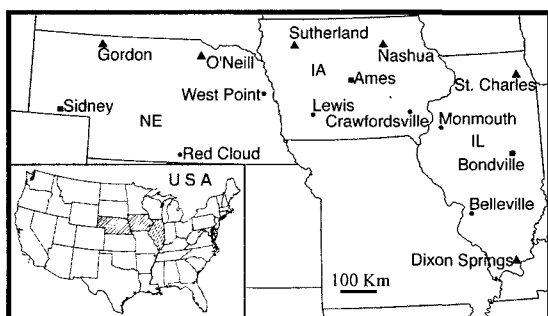 Sutherland
Gordon
O'Neill
Nashua
IA
Ames
St. Charles
West Point
Sidney
NE
Lewis
Crawfordsville
Monmouth
IL
Red Cloud
Bondville
USA
Belleville
Dixon Springs
100 Km